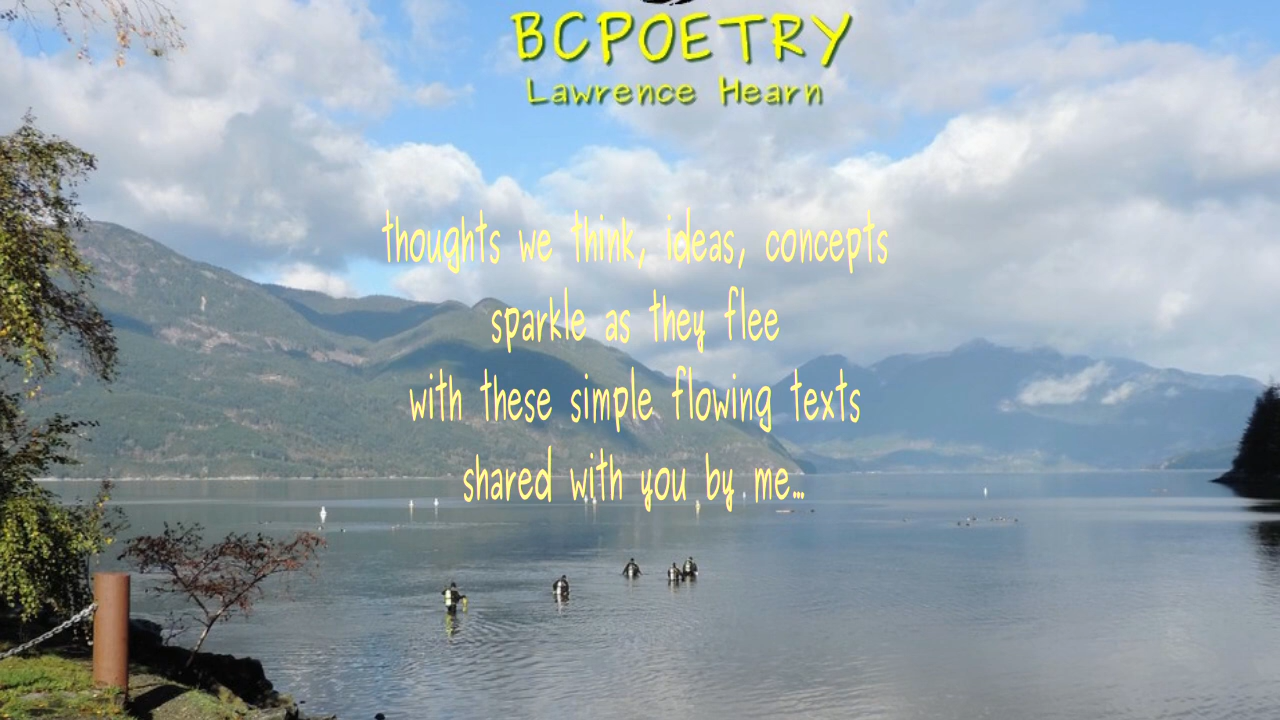 BCPOETRY
Lawrence Hearn
thoughts we think, ideas, concepts
sparkle as they flee
with these simple flowing texts
shared with you by me...